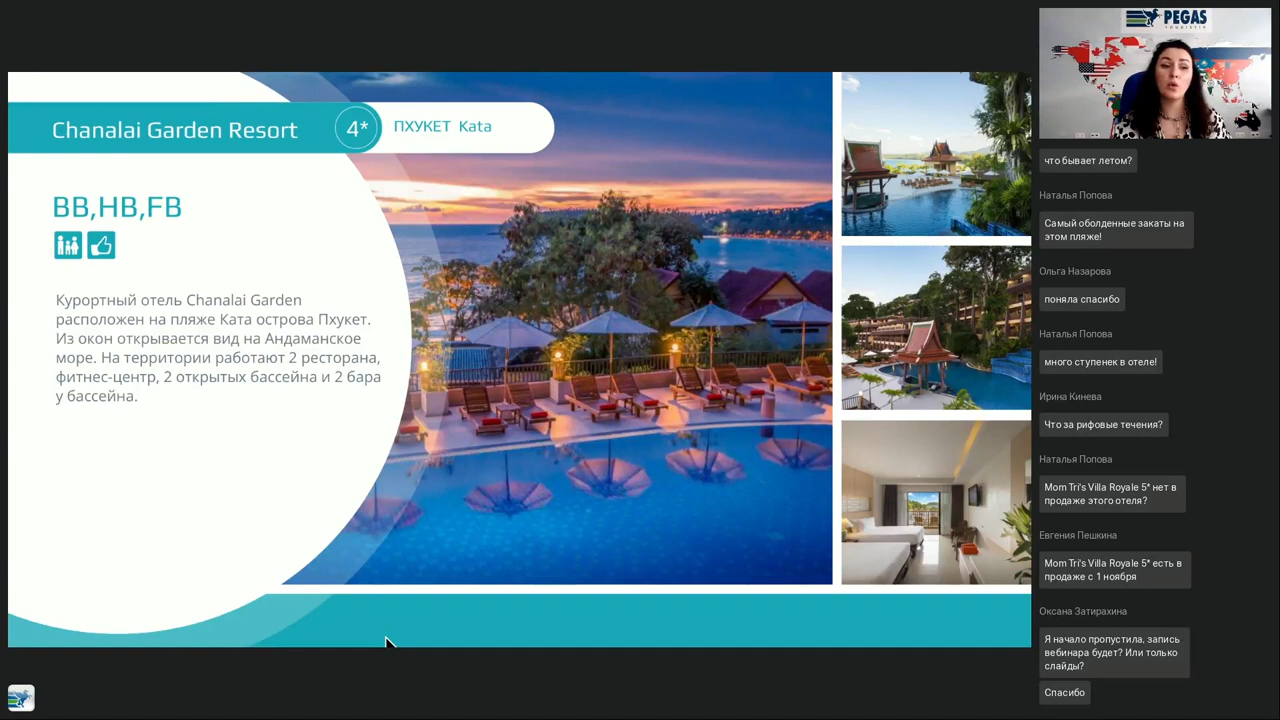 Chanalai Garden Resort
4*
ПХУКЕТ Kata
BB,HB,FB
Курортный отель Chanalai Garden
расположен на пляже Ката острова Пхукет.
Из окон открывается вид на Андаманское
море. На территории работают 2 ресторана,
фитнес-центр, 2 открытых бассейна и 2 бара
у бассейна.
PEGAS
TOURISTIK
что бывает летом?
Наталья Попова
Самый оболденные закаты на
этом пляже!
Ольга Назарова
поняла спасибо
Наталья Попова
много ступенек в отеле!
Ирина Кинева
Что за рифовые течения?
Наталья Попова
Mom Tri's Villa Royale 5* нет в
продаже этого отеля?
Евгения Пешкина
Mom Tri's Villa Royale 5* есть в
продаже с 1 ноября
Оксана Затирахина
Я начало пропустила, запись
вебинара будет? Или только
слайды?
Спасибо